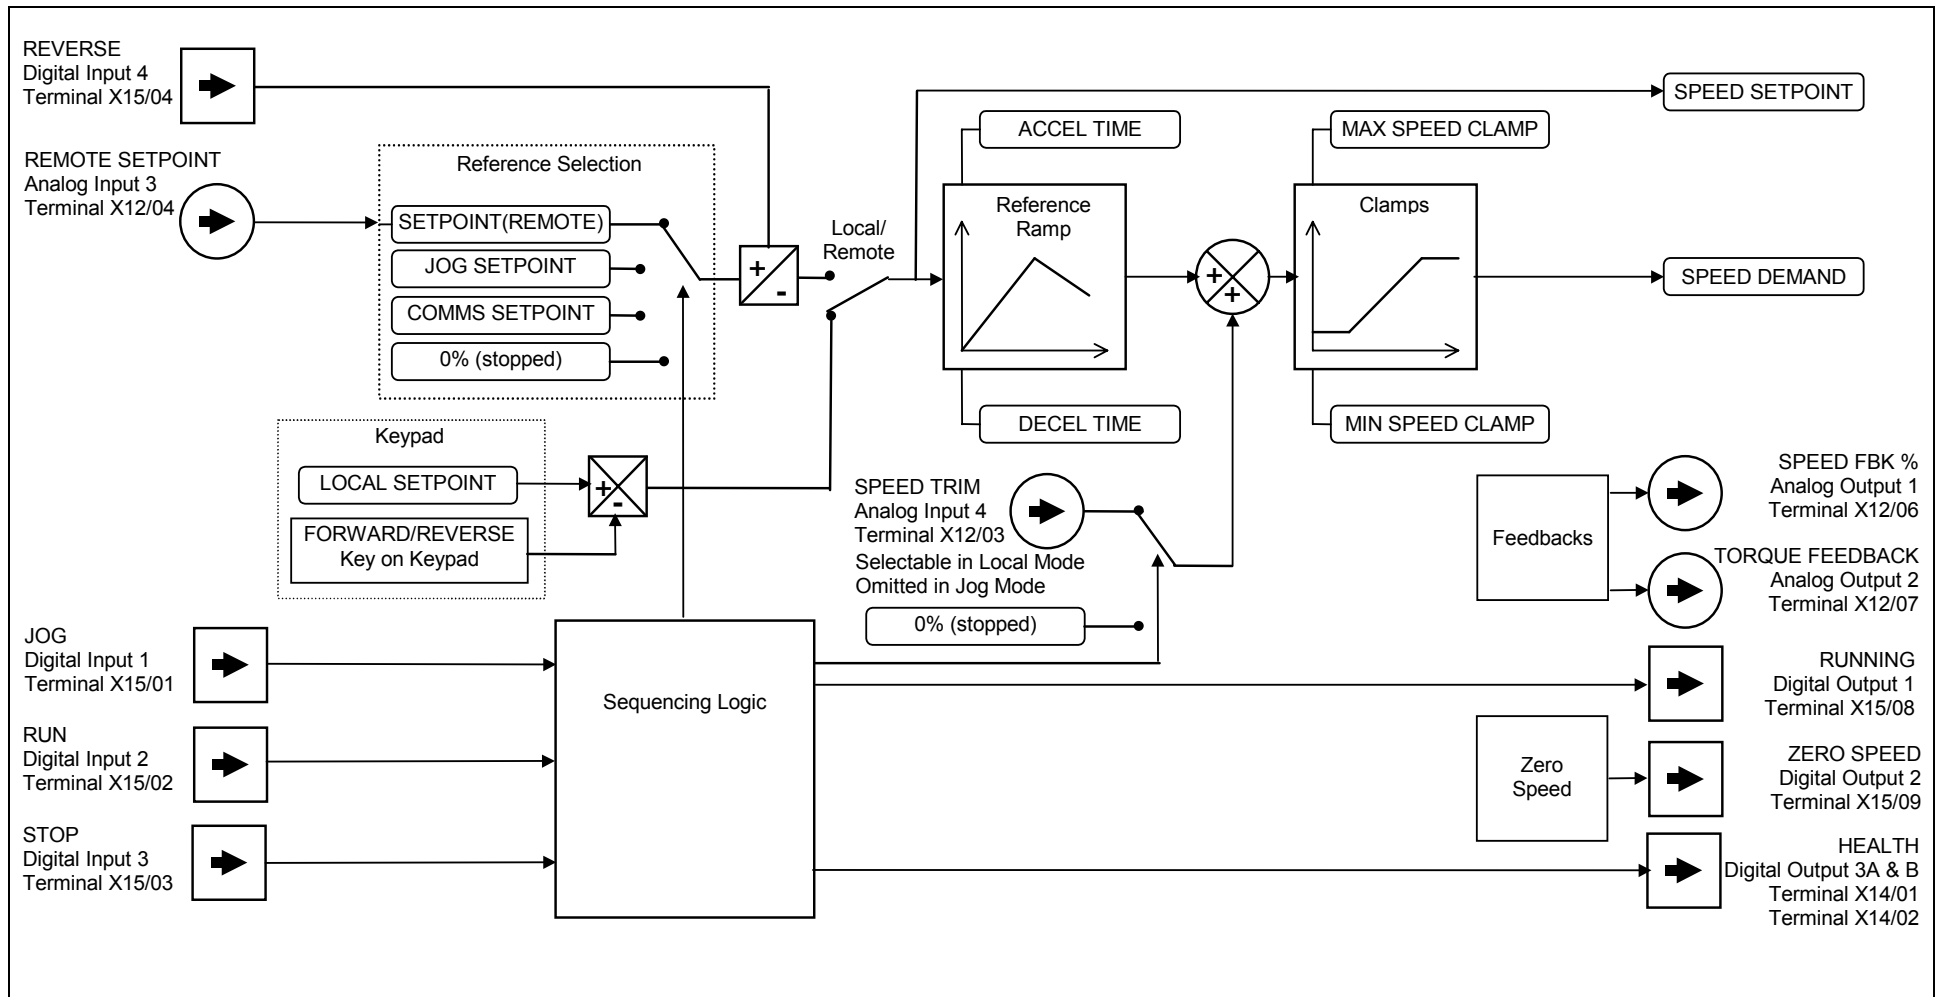 REVERSE
Digital Input 4
Terminal X15/04
REMOTE SETPOINT
Analog Input 3
Terminal X12/04
Reference Selection
SETPOINT(REMOTE)
JOG SETPOINT
COMMS SETPOINT
0% (stopped)
+
-
Local/
Remote
SPEED SETPOINT
ACCEL TIME
Reference
Ramp
DECEL TIME
+
+
MAX SPEED CLAMP
Clamps
MIN SPEED CLAMP
SPEED DEMAND
Keypad
LOCAL SETPOINT
FORWARD/REVERSE
Key on Keypad
+
-
SPEED TRIM
Analog Input 4
Terminal X12/03
Selectable in Local Mode
Omitted in Jog Mode
0% (stopped)
Feedbacks
SPEED FBK %
Analog Output 1
Terminal X12/06
TORQUE FEEDBACK
Analog Output 2
Terminal X12/07
JOG
Digital Input 1
Terminal X15/01
RUN
Digital Input 2
Terminal X15/02
STOP
Digital Input 3
Terminal X15/03
Sequencing Logic
RUNNING
Digital Output 1
Terminal X15/08
Zero
Speed
ZERO SPEED
Digital Output 2
Terminal X15/09
HEALTH
Digital Output 3A & B
Terminal X14/01
Terminal X14/02